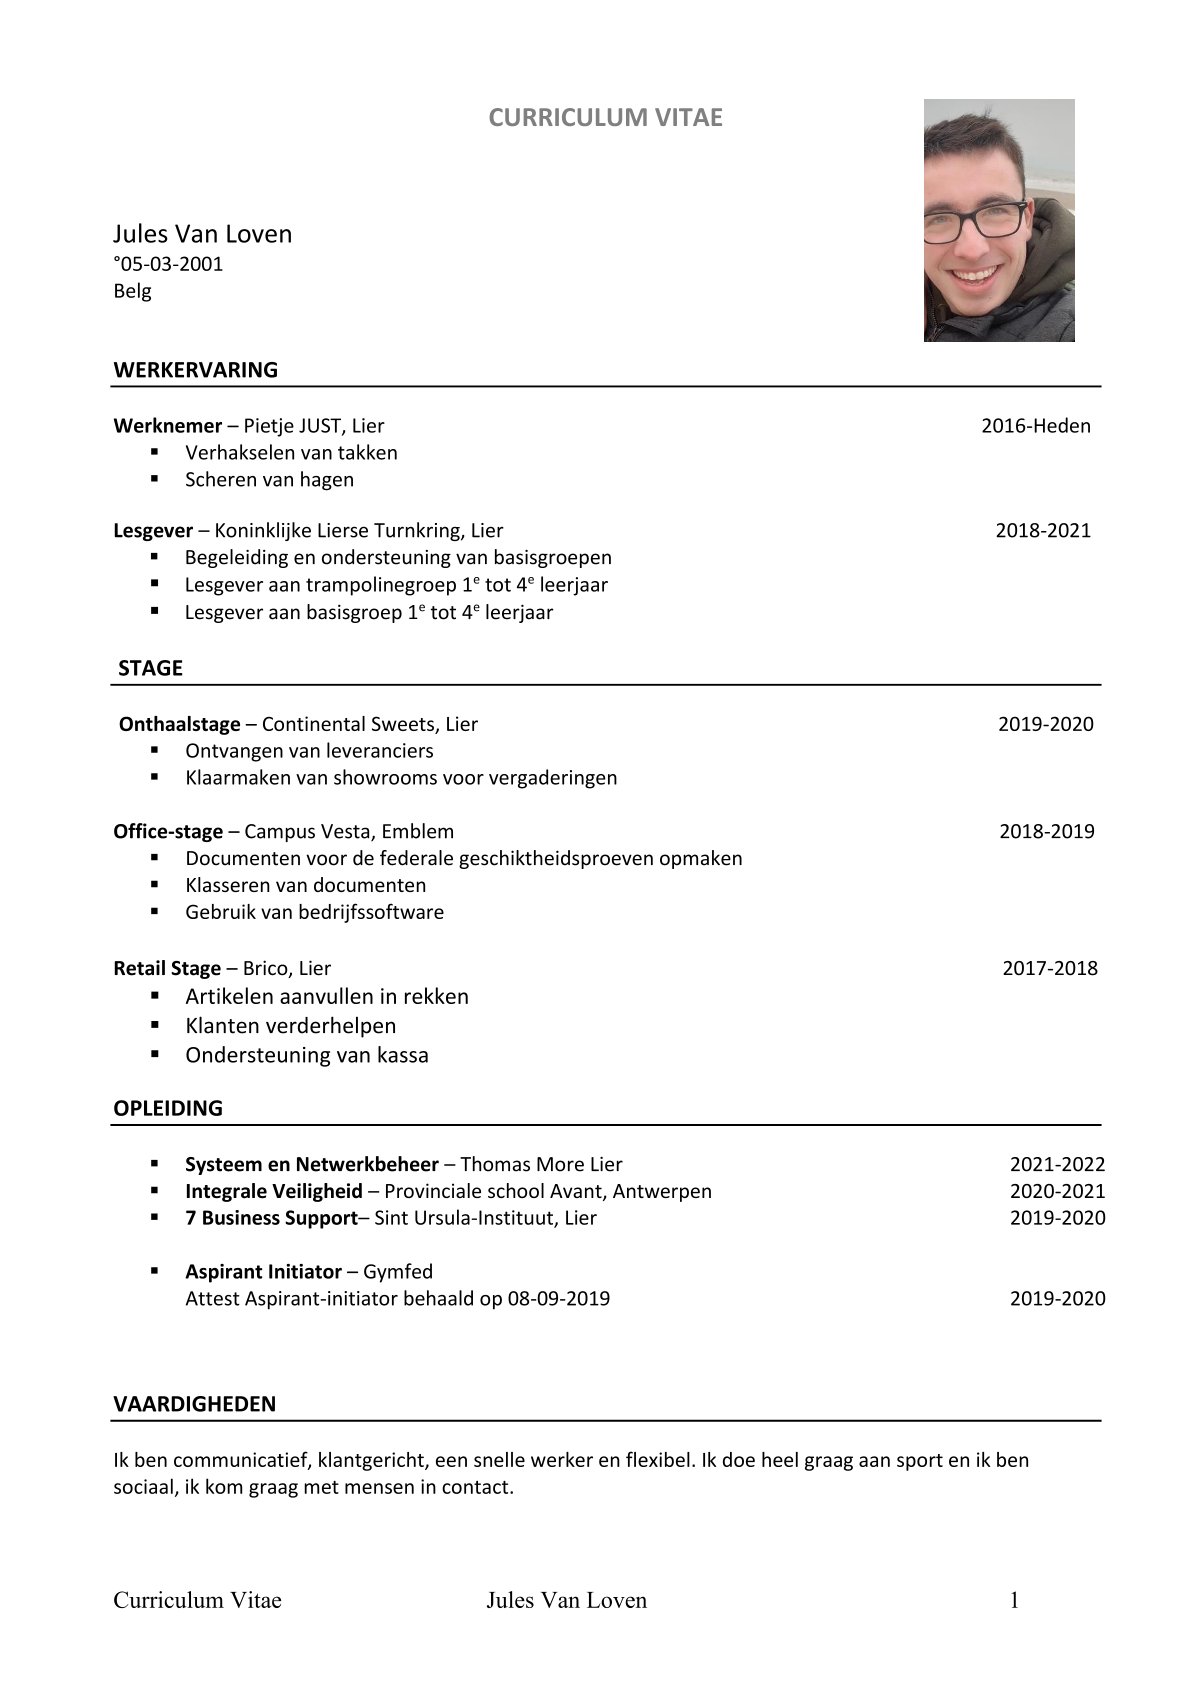 CURRICULUM VITAE
Jules Van Loven
°05-03-2001
Belg
WERKERVARING
Werknemer – Pietje JUST, Lier 2016-Heden
▪ Verhakselen van takken
▪ Scheren van hagen
Lesgever – Koninklijke Lierse Turnkring, Lier 2018-2021
▪ Begeleiding en ondersteuning van basisgroepen
▪ Lesgever aan trampolinegroep 1e tot 4e leerjaar
▪ Lesgever aan basisgroep 1e tot 4e leerjaar
STAGE
Onthaalstage – Continental Sweets, Lier 2019-2020
▪ Ontvangen van leveranciers
▪ Klaarmaken van showrooms voor vergaderingen
Office-stage – Campus Vesta, Emblem 2018-2019
▪ Documenten voor de federale geschiktheidsproeven opmaken
▪ Klasseren van documenten
▪ Gebruik van bedrijfssoftware
Retail Stage – Brico, Lier 2017-2018
▪ Artikelen aanvullen in rekken
▪ Klanten verderhelpen
▪ Ondersteuning van kassa
OPLEIDING
▪ Systeem en Netwerkbeheer – Thomas More Lier 2021-2022
▪ Integrale Veiligheid – Provinciale school Avant, Antwerpen 2020-2021
▪ 7 Business Support– Sint Ursula-Instituut, Lier 2019-2020
▪ Aspirant Initiator – Gymfed
Attest Aspirant-initiator behaald op 08-09-2019 2019-2020
VAARDIGHEDEN
Ik ben communicatief, klantgericht, een snelle werker en flexibel. Ik doe heel graag aan sport en ik ben
sociaal, ik kom graag met mensen in contact.
Curriculum Vitae Jules Van Loven 1